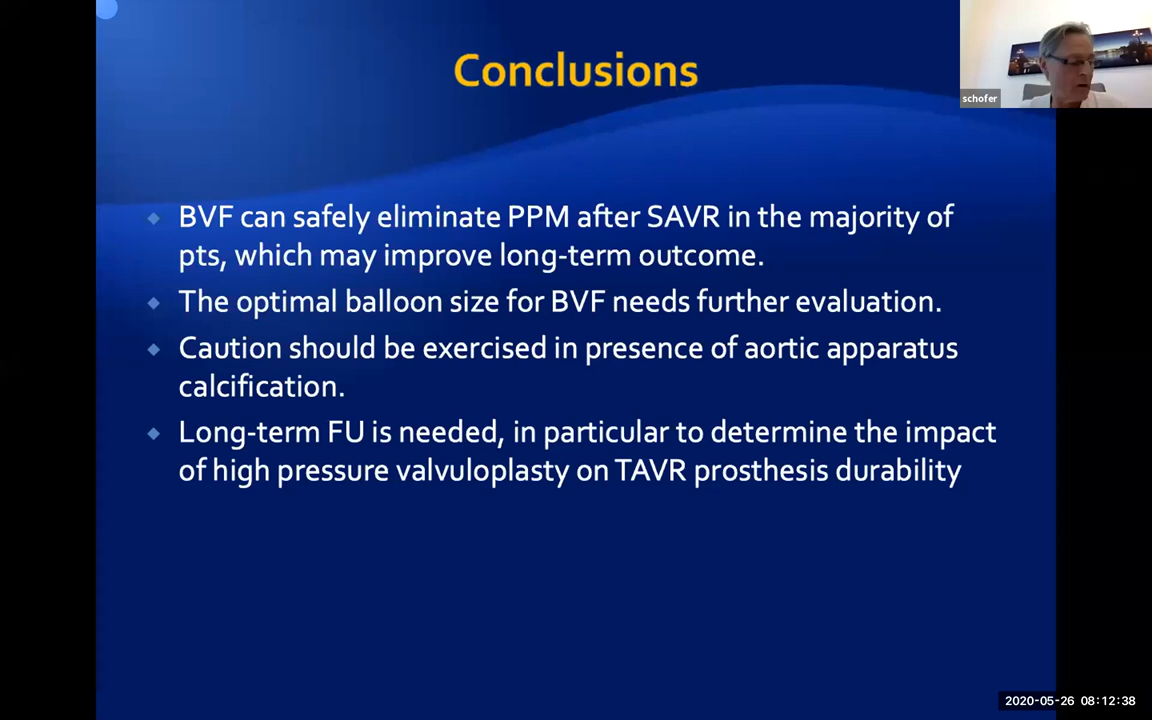 Conclusions
schofer
BVF can safely eliminate PPM after SAVR in the majority of
pts, which may improve long-term outcome.
The optimal balloon size for BVF needs further evaluation.
Caution should be exercised in presence of aortic apparatus
calcification.
Long-term FU is needed, in particular to determine the impact
of high pressure valvuloplasty on TAVR prosthesis durability
2020-05-26 08:12:38